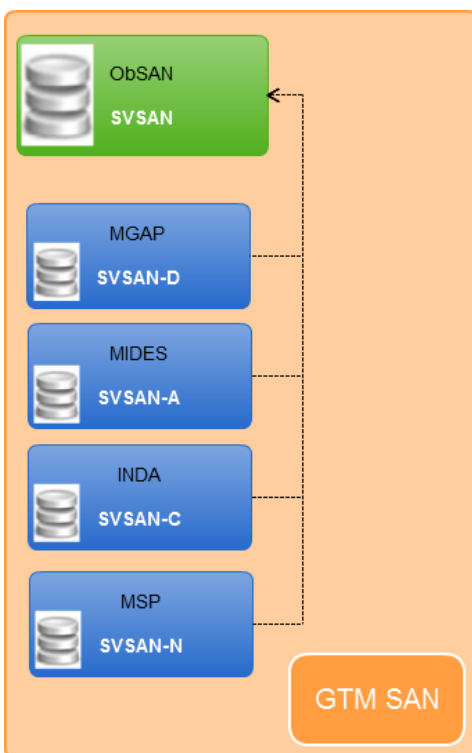 ObSAN
SVSAN
MGAP
SVSAN-D
MIDES
SVSAN-A
INDA
SVSAN-C
MSP
SVSAN-N
GTM SAN